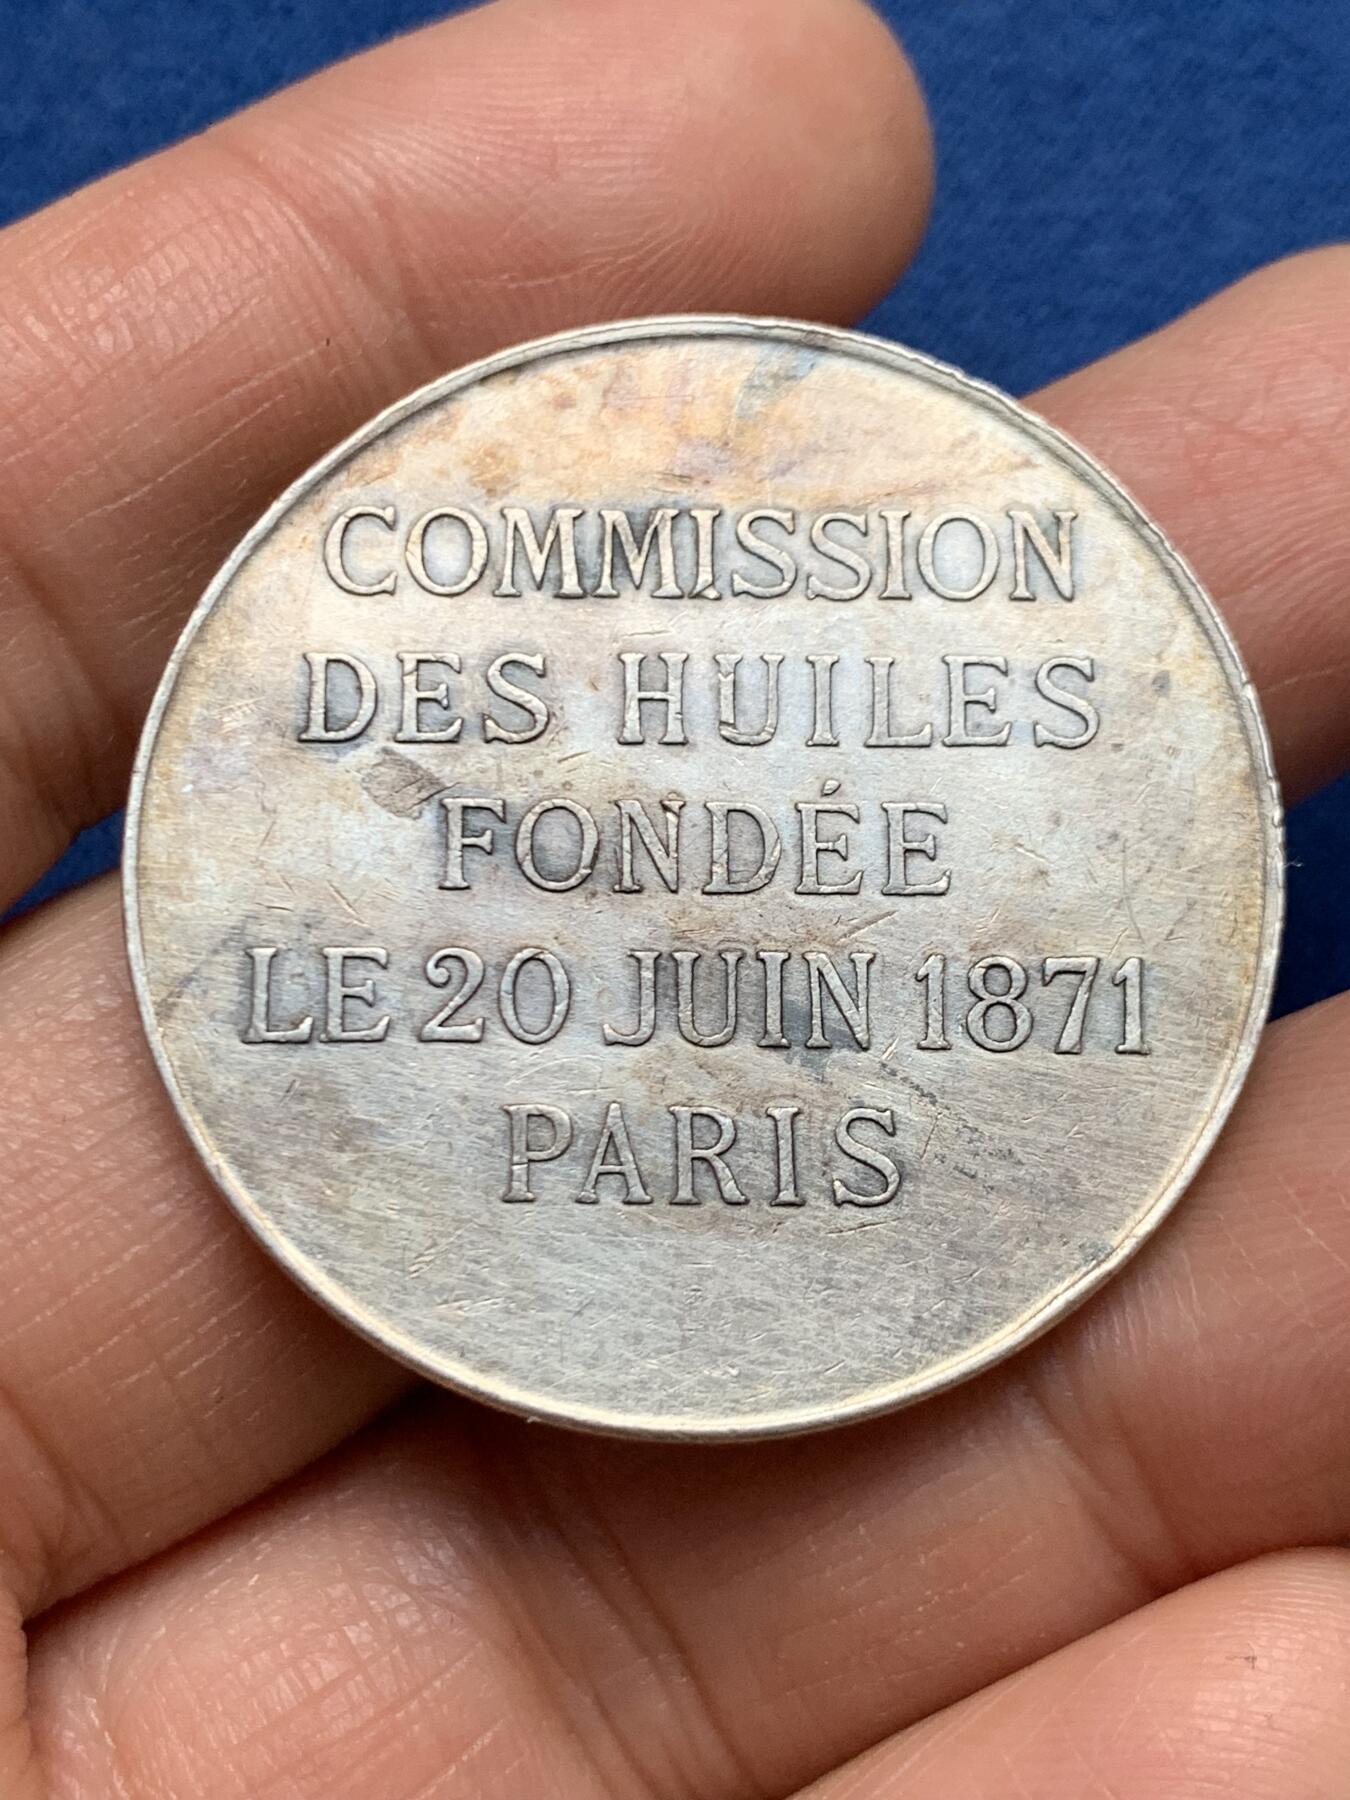 COMMISSION
DES HUILES
FONDÉE
LE 20 JUIN 1871
PARIS